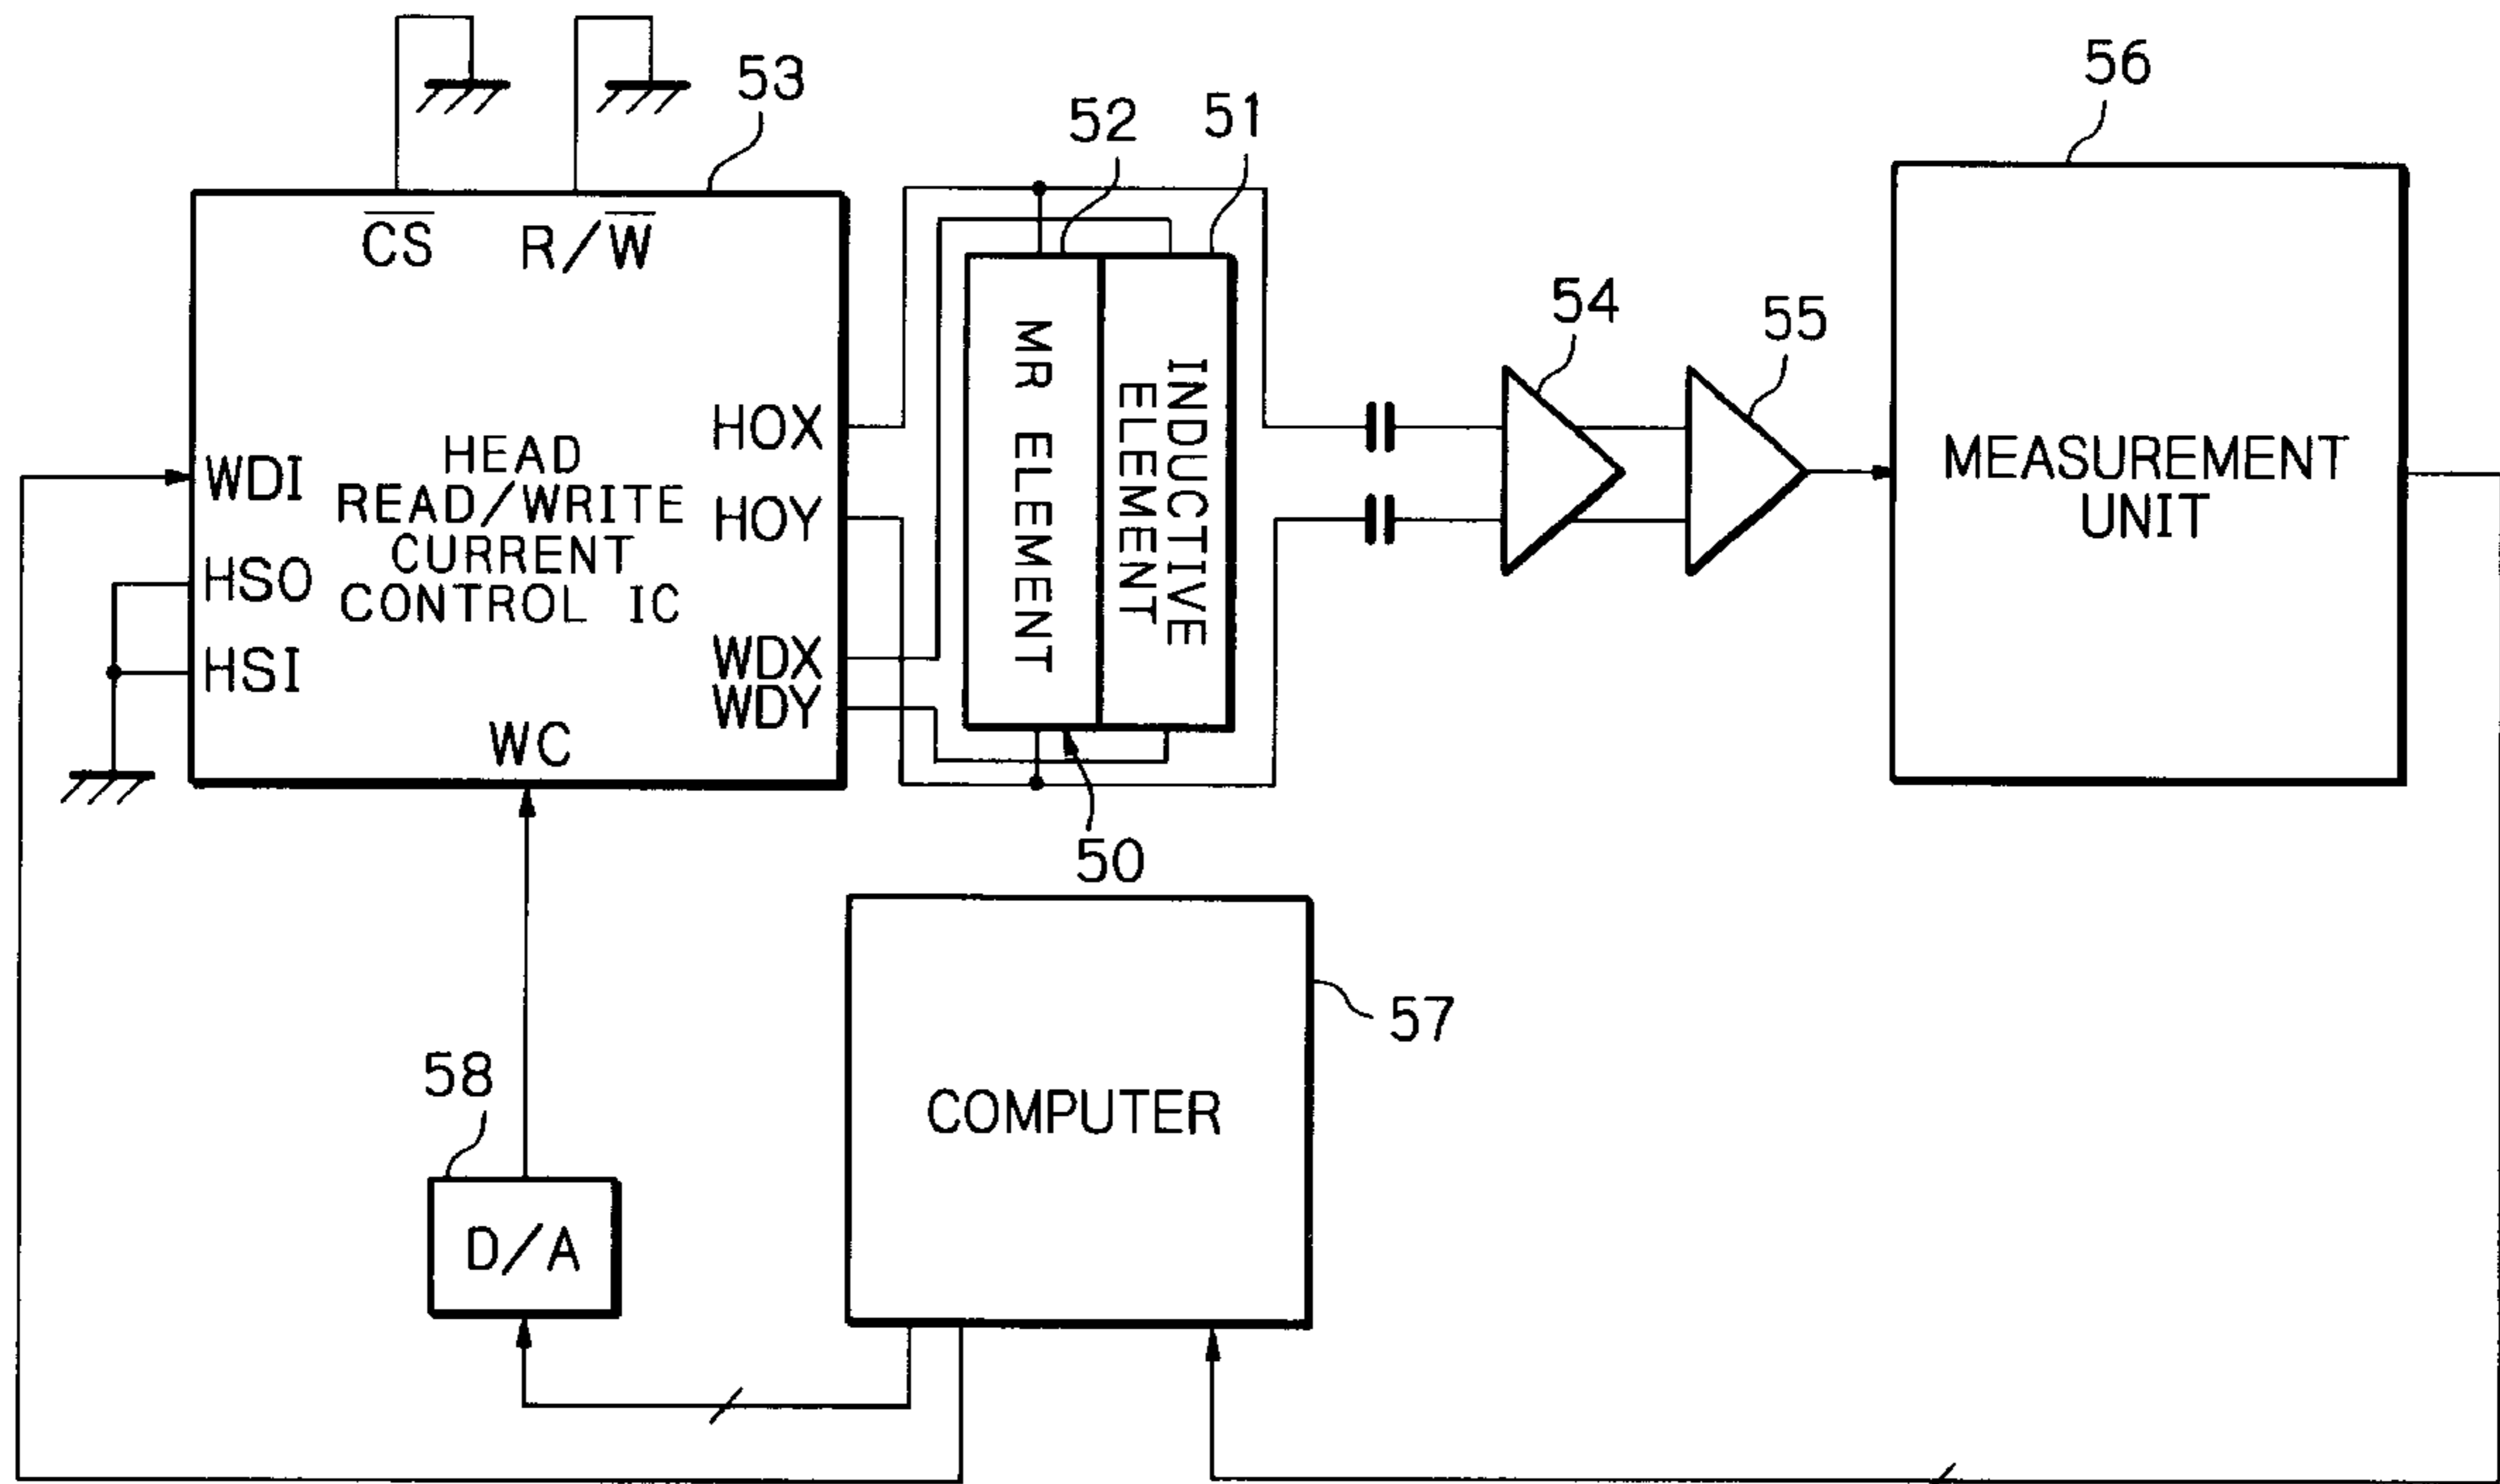 53
52
51
56
C̅S̅
R/W̅
54
55
HOX
HOY
WDX
WDY
WDI
HSO
HSI
WC
HEAD
READ/WRITE
CURRENT
CONTROL IC
MR ELEMENT
INDUCTIVE
ELEMENT
MEASUREMENT
UNIT
50
57
COMPUTER
58
D/A